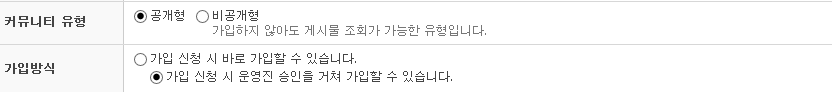 커뮤니티 유형 공개형 비공개형
가입하지 않아도 게시물 조회가 가능한 유형입니다.
가입방식 가입 신청 시 바로 가입할 수 있습니다.
가입 신청 시 운영진 승인을 거쳐 가입할 수 있습니다.